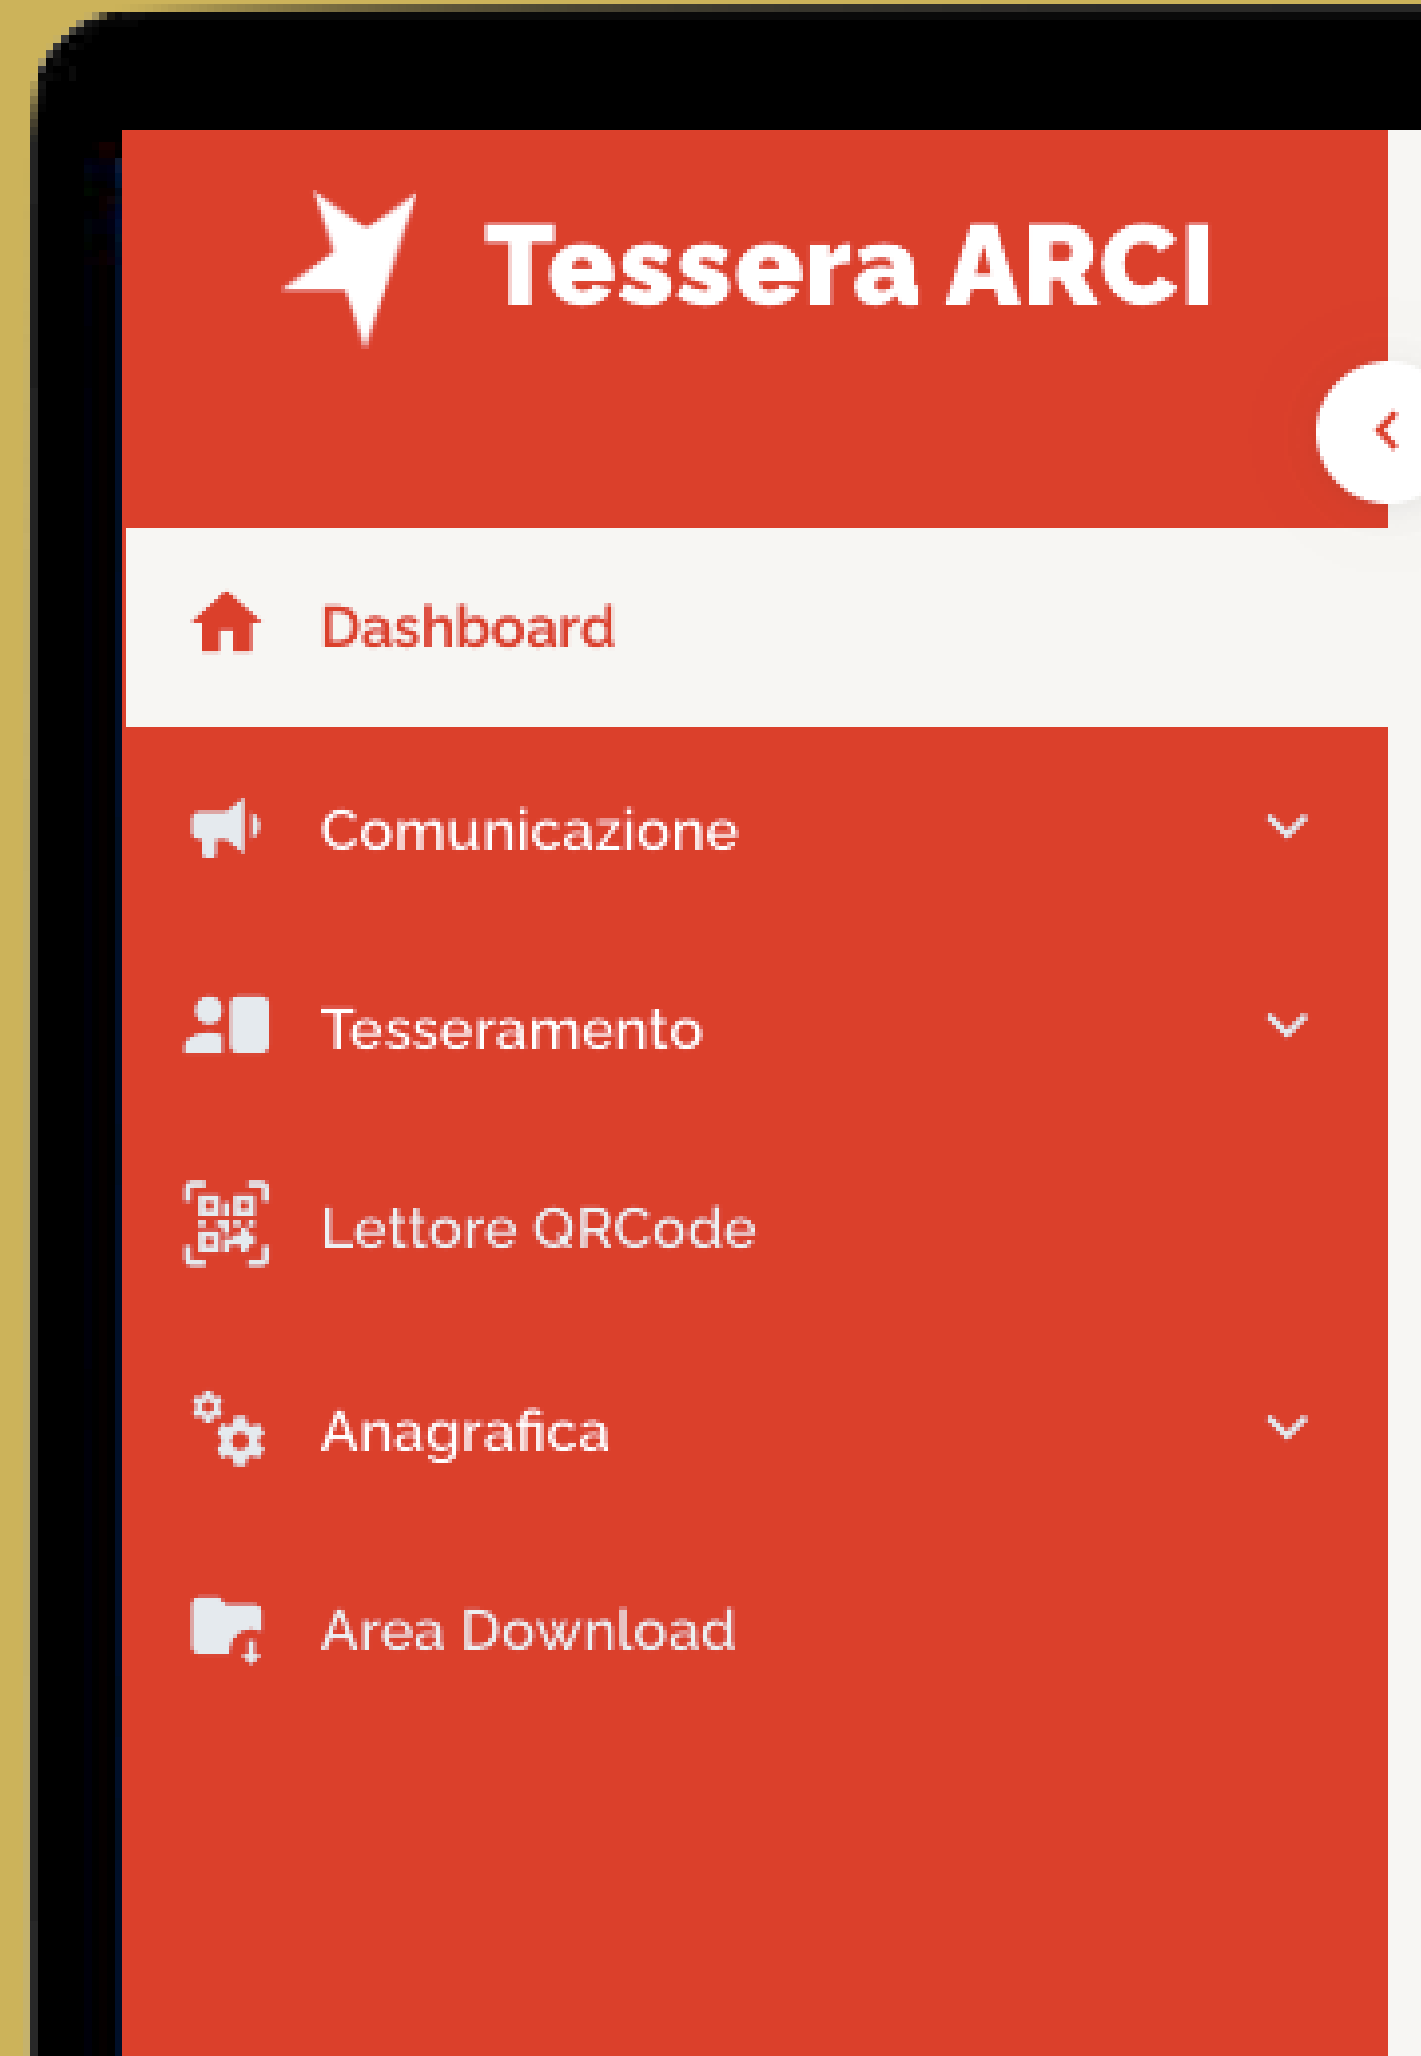 Tessera ARCI
Dashboard
Comunicazione
Tesseramento
Lettore QRCode
Anagrafica
Area Download